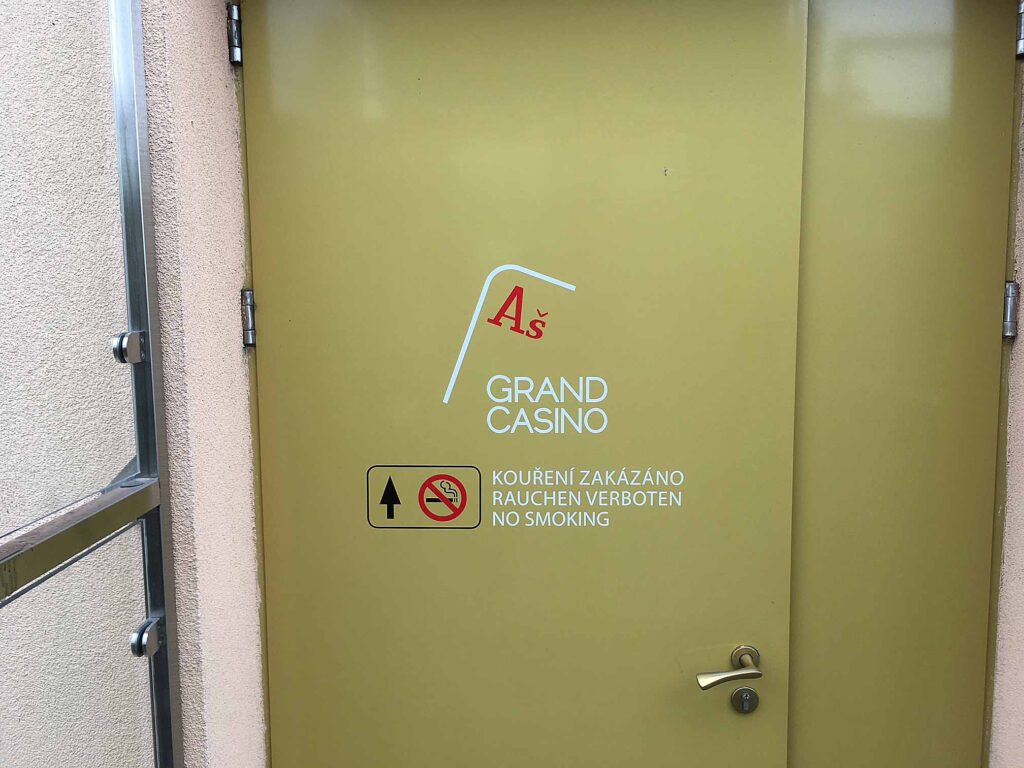 Aš
GRAND
CASINO
KOUŘENÍ ZAKÁZÁNO
RAUCHEN VERBOTEN
NO SMOKING